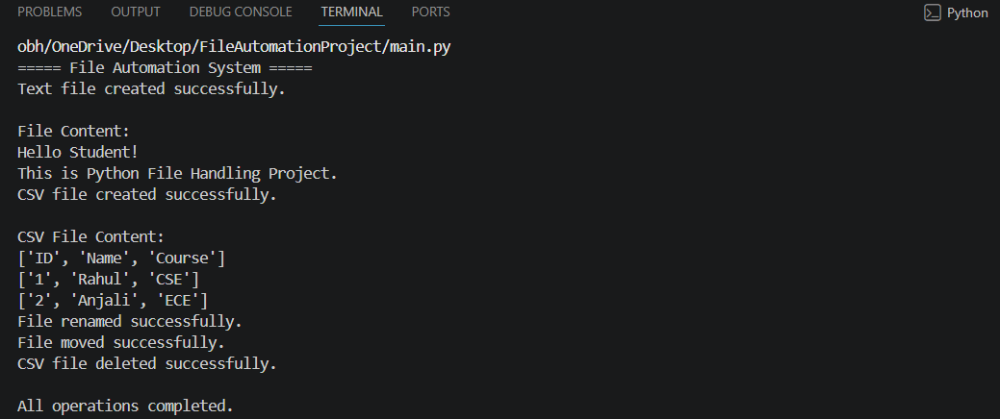 PROBLEMS OUTPUT DEBUG CONSOLE TERMINAL PORTS Python
obh/OneDrive/Desktop/FileAutomationProject/main.py
===== File Automation System =====
Text file created successfully.
File Content:
Hello Student!
This is Python File Handling Project.
CSV file created successfully.
CSV File Content:
['ID', 'Name', 'Course']
['1', 'Rahul', 'CSE']
['2', 'Anjali', 'ECE']
File renamed successfully.
File moved successfully.
CSV file deleted successfully.
All operations completed.